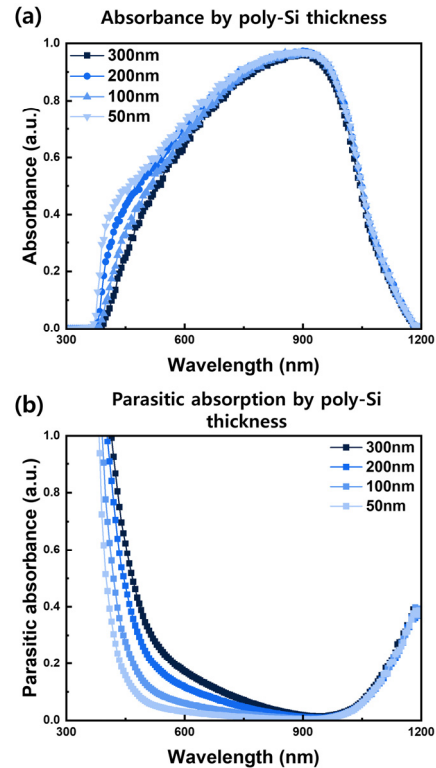 (a) Absorbance by poly-Si thickness
1.0
0.8
0.6
0.4
0.2
0.0
Absorbance (a.u.)
300nm
200nm
100nm
50nm
300 600 900 1200
Wavelength (nm)
(b) Parasitic absorption by poly-Si
thickness
1.0
0.8
0.6
0.4
0.2
0.0
Parasitic absorbance (a.u.)
300nm
200nm
100nm
50nm
300 600 900 1200
Wavelength (nm)